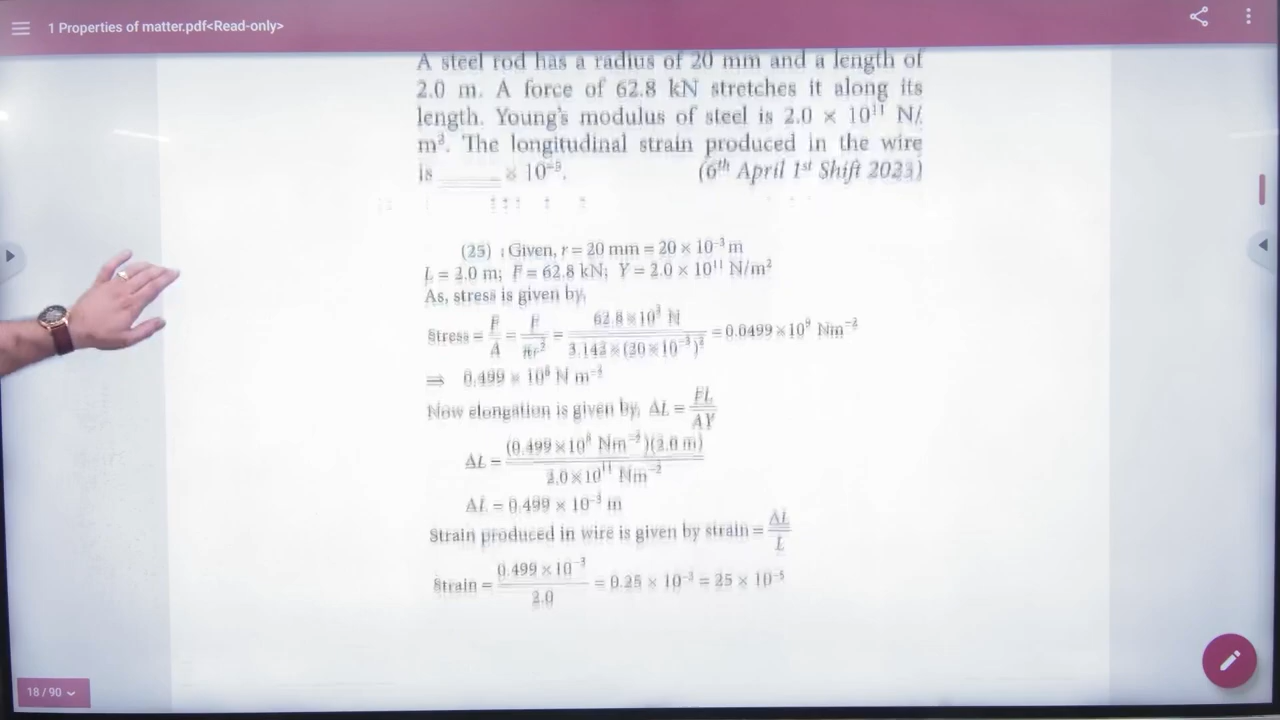 1 Properties of matter.pdf<Read-only>
A steel rod has a radius of 20 mm and a length of
2.0 m. A force of 62.8 kN stretches it along its
length. Young's modulus of steel is 2.0 × 10¹¹ N/
m². The longitudinal strain produced in the wire
is ______ × 10⁻⁵. (6th April 1st Shift 2023)
(25) : Given, r = 20 mm = 20 × 10⁻³ m
L = 2.0 m; F = 62.8 kN; Y = 2.0 × 10¹¹ N/m²
As, stress is given by,
Stress = F/A = F/πr² = 62.8 × 10³ N / 3.142 × (20 × 10⁻³)² = 0.0499 × 10⁹ Nm⁻²
⇒ 0.499 × 10⁸ N m⁻²
Now elongation is given by, ΔL = FL/AY
ΔL = (0.499 × 10⁸ Nm⁻²)(2.0 m) / 2.0 × 10¹¹ Nm⁻²
ΔL = 0.499 × 10⁻³ m
Strain produced in wire is given by strain = ΔL/L
Strain = 0.499 × 10⁻³ / 2.0 = 0.25 × 10⁻³ = 25 × 10⁻⁵
18 / 90